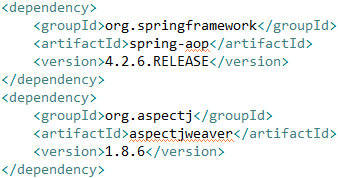 <dependency>
    <groupId>org.springframework</groupId>
    <artifactId>spring-aop</artifactId>
    <version>4.2.6.RELEASE</version>
</dependency>
<dependency>
    <groupId>org.aspectj</groupId>
    <artifactId>aspectjweaver</artifactId>
    <version>1.8.6</version>
</dependency>